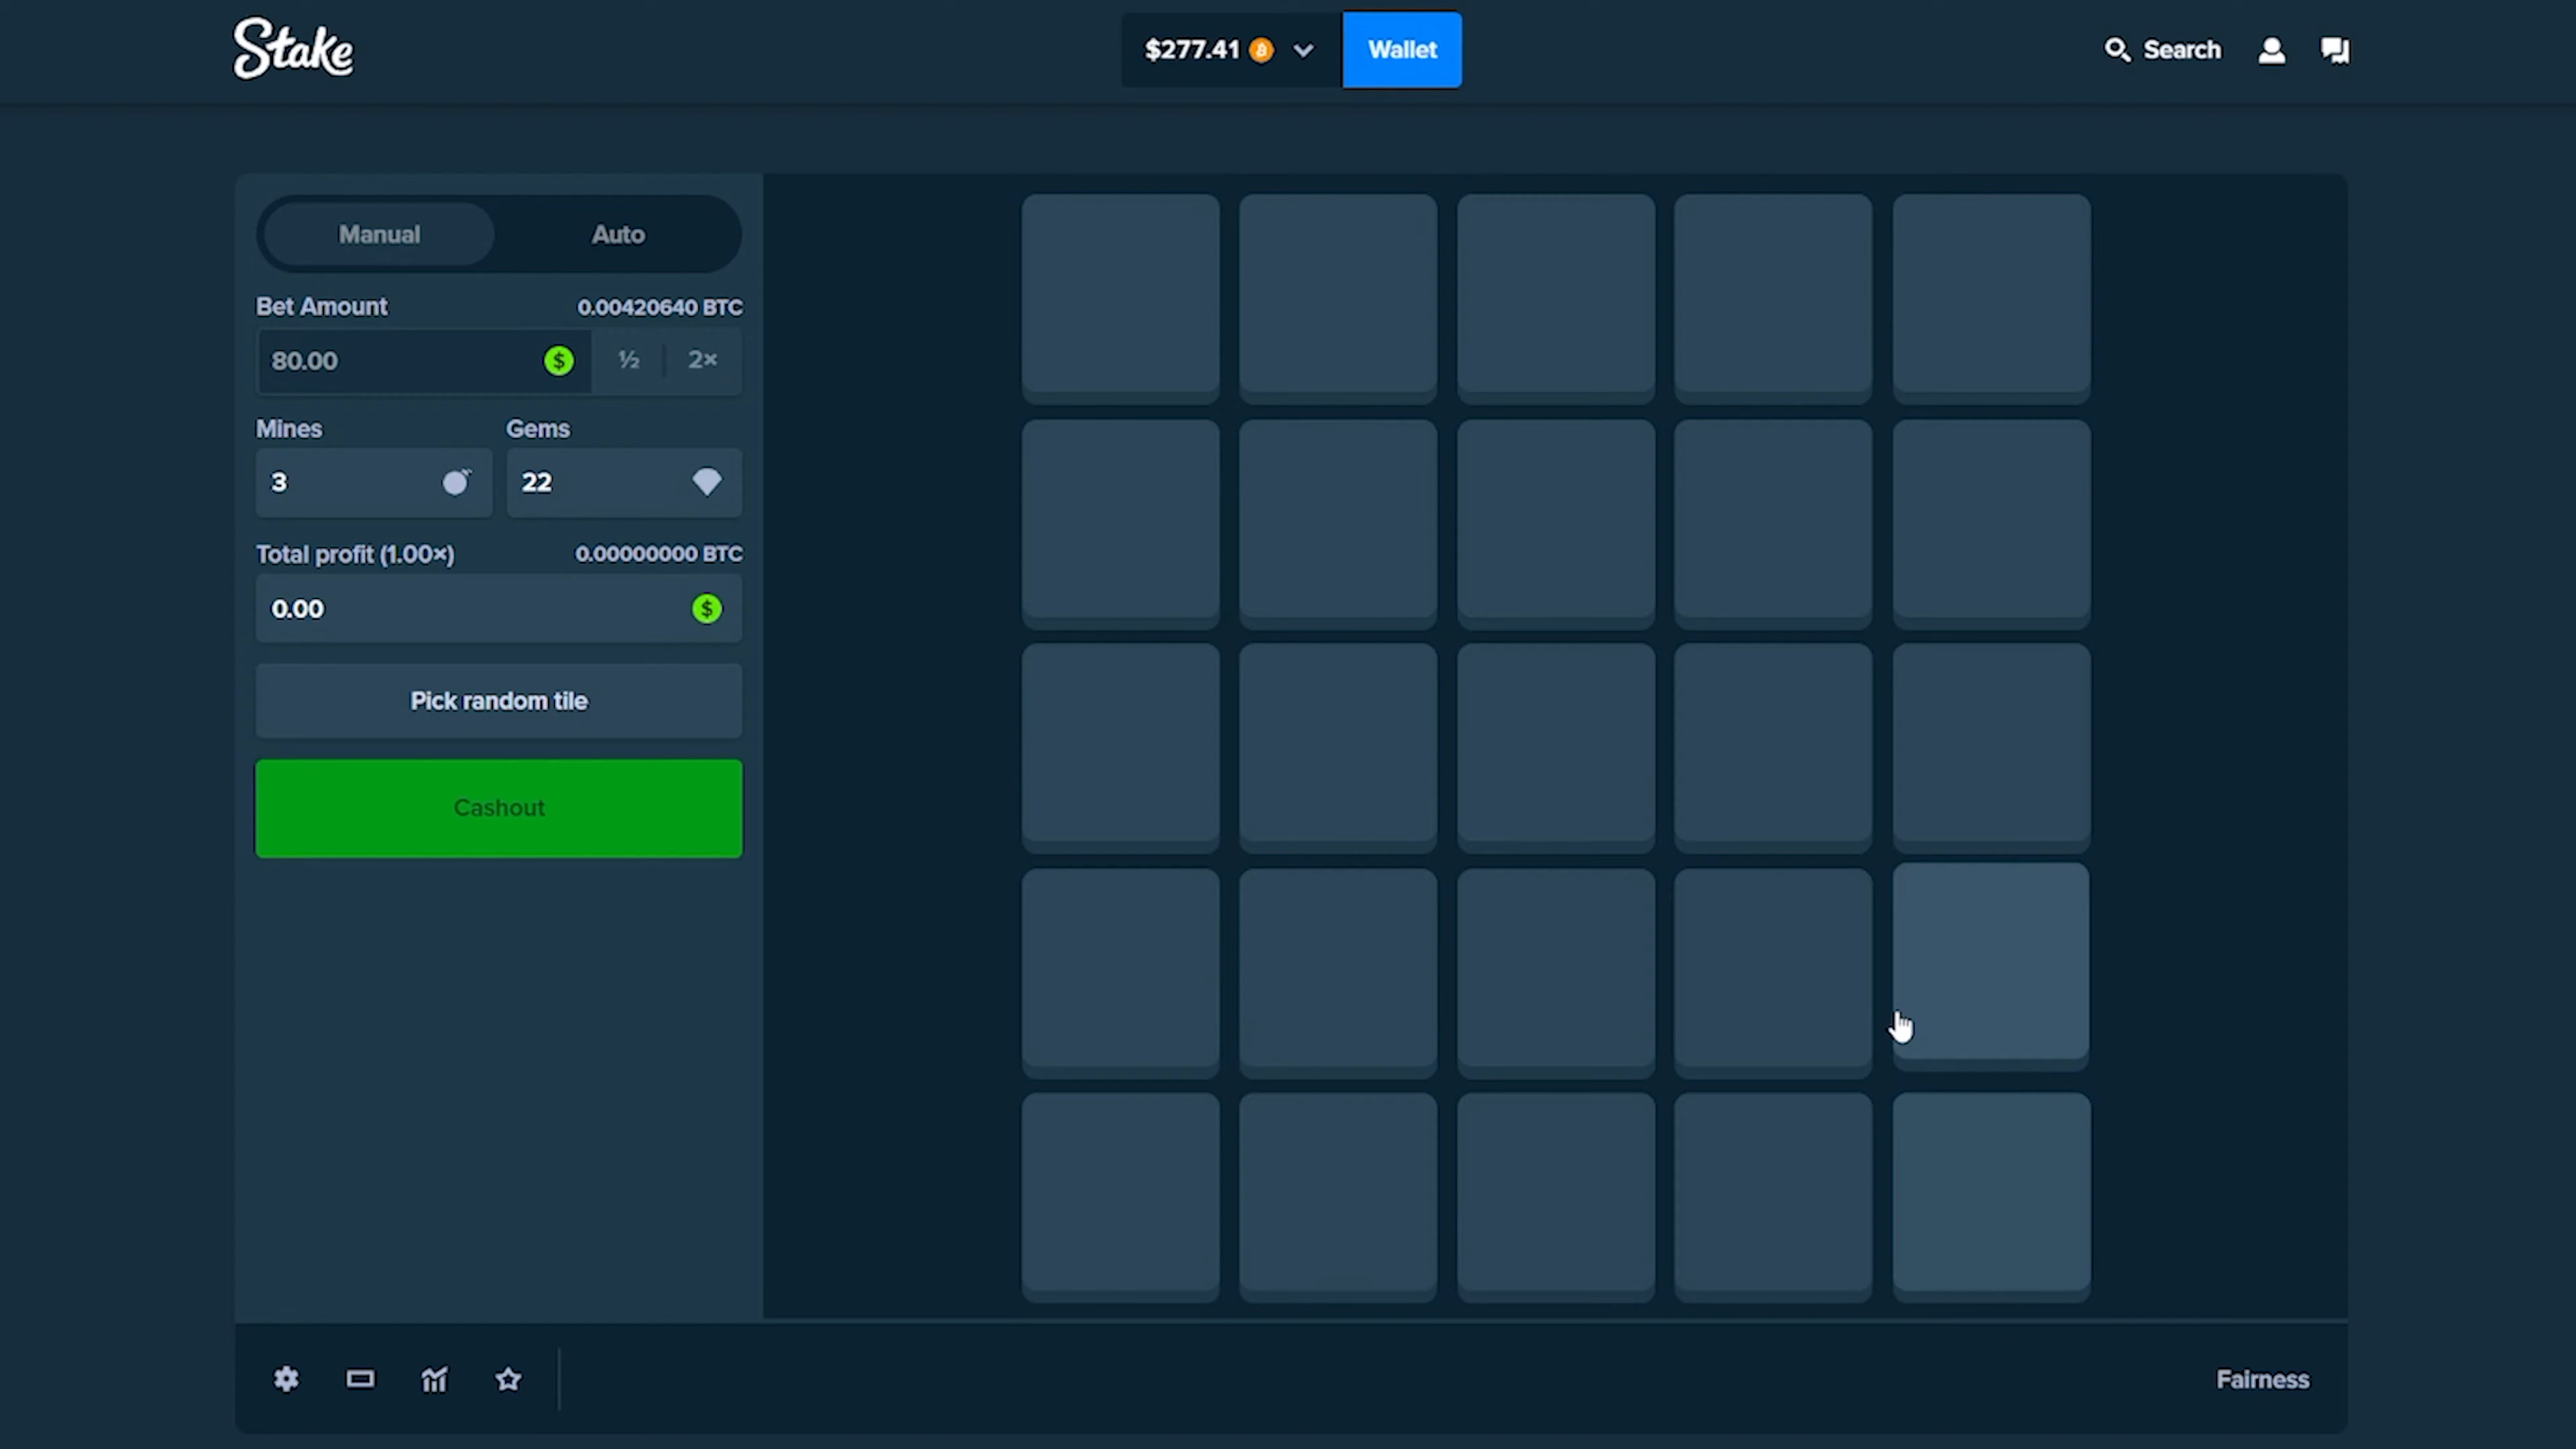 Stake
$277.41
Wallet
Search
Manual
Auto
Bet Amount
0.00420640 BTC
80.00
$
½
2×
Mines
Gems
3
22
Total profit (1.00×)
0.00000000 BTC
0.00
$
Pick random tile
Cashout
Fairness